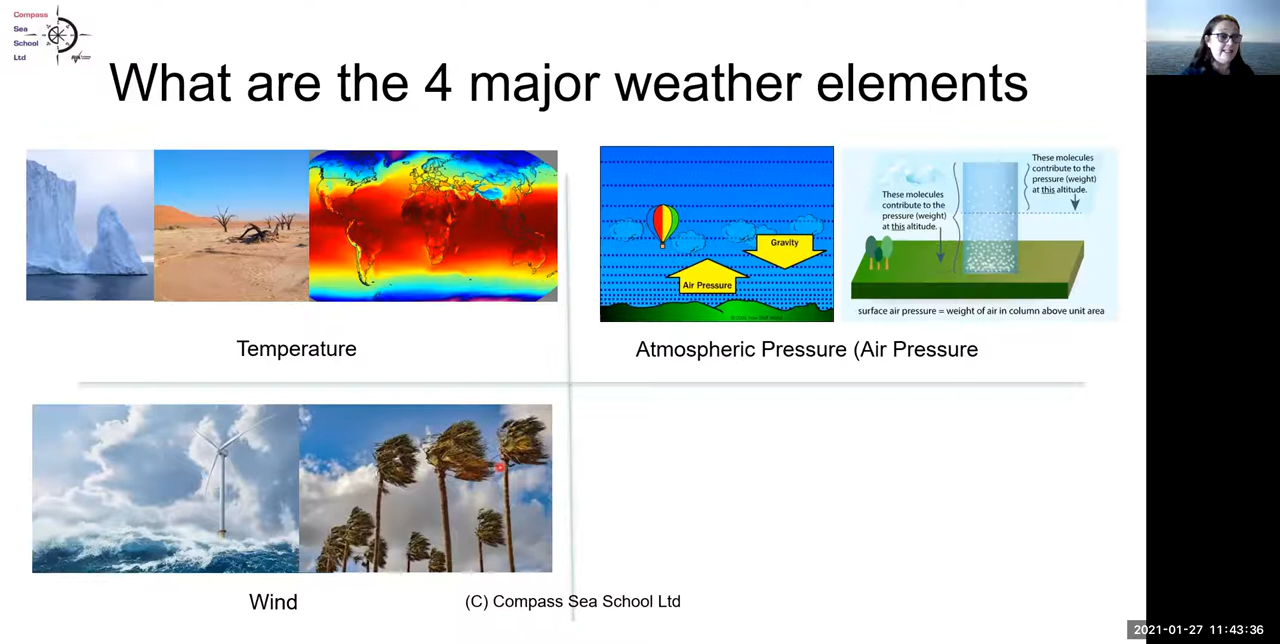 Compass
Sea
School
Ltd
What are the 4 major weather elements
Gravity
Air Pressure
These molecules
contribute to the
pressure (weight)
at this altitude.
These molecules
contribute to the
pressure (weight)
at this altitude.
surface air pressure = weight of air in column above unit area
Temperature
Atmospheric Pressure (Air Pressure
Wind
(C) Compass Sea School Ltd
2021-01-27 11:43:36